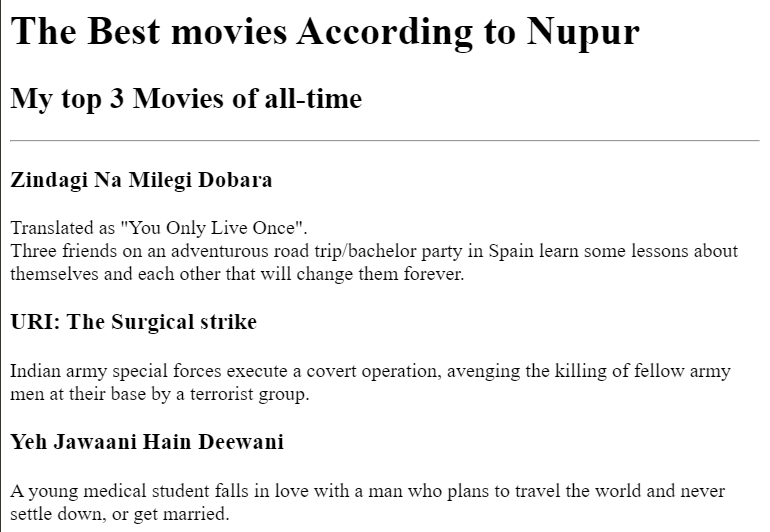 The Best movies According to Nupur
My top 3 Movies of all-time
Zindagi Na Milegi Dobara
Translated as "You Only Live Once".
Three friends on an adventurous road trip/bachelor party in Spain learn some lessons about
themselves and each other that will change them forever.
URI: The Surgical strike
Indian army special forces execute a covert operation, avenging the killing of fellow army
men at their base by a terrorist group.
Yeh Jawaani Hain Deewani
A young medical student falls in love with a man who plans to travel the world and never
settle down, or get married.